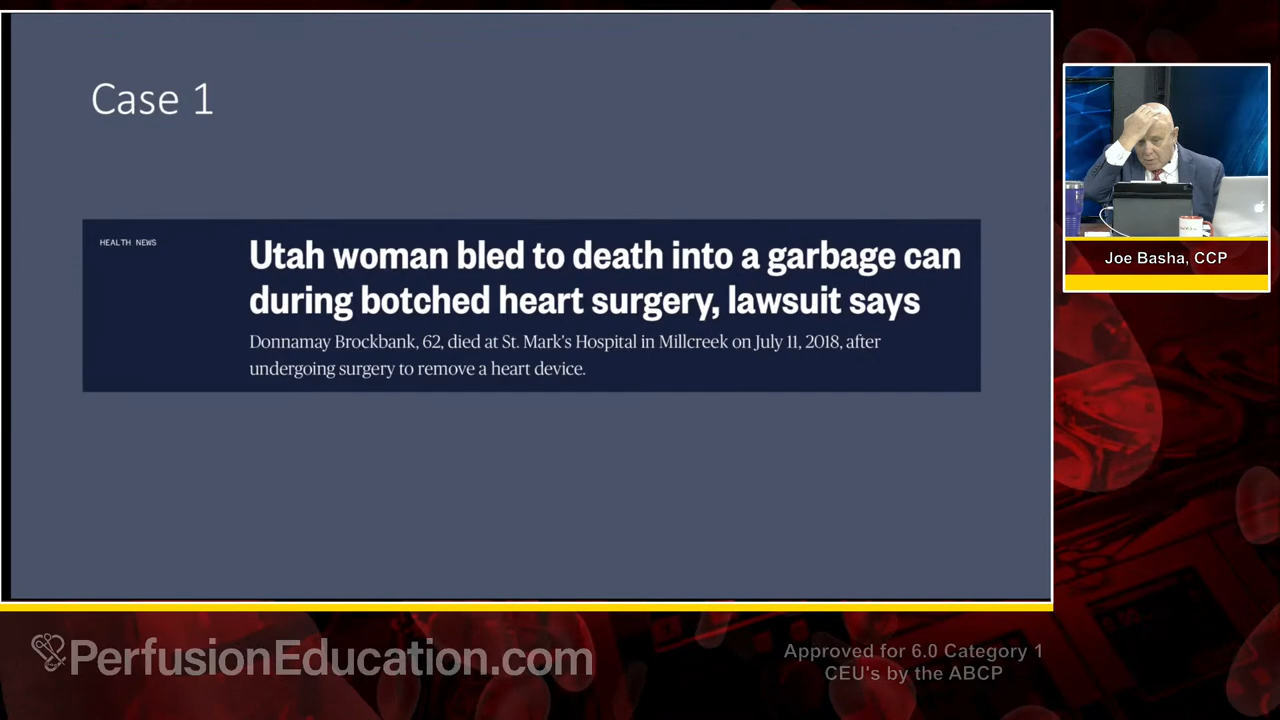 Case 1
HEALTH NEWS
Utah woman bled to death into a garbage can
during botched heart surgery, lawsuit says
Donnamay Brockbank, 62, died at St. Mark's Hospital in Millcreek on July 11, 2018, after
undergoing surgery to remove a heart device.
Joe Basha, CCP
PerfusionEducation.com
Approved for 6.0 Category 1
CEU's by the ABCP